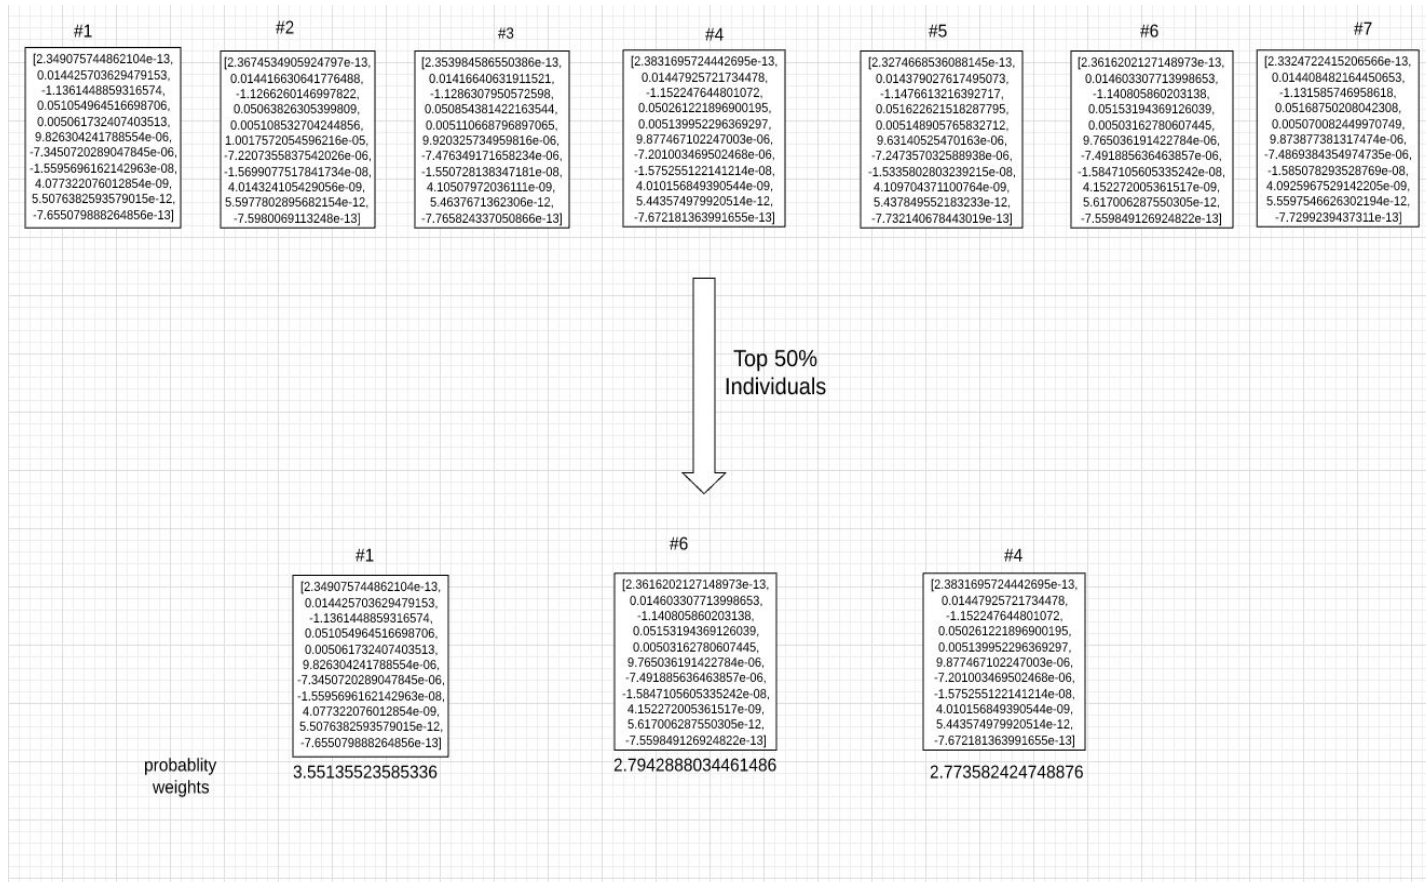 #1
[2.349075744862104e-13,
0.014425703629479153,
-1.1361448859316574,
0.051054964516698706,
0.005061732407403513,
9.826304241788554e-06,
-7.3450720289047845e-06,
-1.5595696162142963e-08,
4.077322076012854e-09,
5.5076382593579015e-12,
-7.655079888264856e-13]
#2
[2.3674534905924797e-13,
0.014416630641776488,
-1.1266260146997822,
0.05063826305399809,
0.005108532704244856,
1.0017572054596216e-05,
-7.2207355837542026e-06,
-1.5699077517841734e-08,
4.014324105429056e-09,
5.5977802895682154e-12,
-7.5980069113248e-13]
#3
[2.353984586550386e-13,
0.01416640631911521,
-1.1286307950572598,
0.050854381422163544,
0.005110668796897065,
9.920325734959816e-06,
-7.476349171658234e-06,
-1.550728138347181e-08,
4.10507972036111e-09,
5.46376713​62306e-12,
-7.765824337050866e-13]
#4
[2.3831695724442695e-13,
0.01447925721734478,
-1.152247644801072,
0.050261221896900195,
0.005139952296369297,
9.877467102247003e-06,
-7.201003469502468e-06,
-1.575255122141214e-08,
4.010156849390544e-09,
5.443574979920514e-12,
-7.672181363991655e-13]
#5
[2.3274668536088145e-13,
0.014379027617495073,
-1.1476613216392717,
0.051622621518287795,
0.005148905765832712,
9.63140525470163e-06,
-7.247357032588938e-06,
-1.5335802803239215e-08,
4.109704371100764e-09,
5.437849552183233e-12,
-7.732140678443019e-13]
#6
[2.3616202127148973e-13,
0.014603307713998653,
-1.140805860203138,
0.05153194369126039,
0.00503162780607445,
9.765036191422784e-06,
-7.491885636463857e-06,
-1.5847105605335242e-08,
4.152272005361517e-09,
5.617006287550305e-12,
-7.559849126924822e-13]
#7
[2.3324722415206566e-13,
0.014408482164450653,
-1.131585746958618,
0.05168750208042308,
0.005070082449970749,
9.873877381317474e-06,
-7.4869384354974735e-06,
-1.585078293528769e-08,
4.0925967529142205e-09,
5.5597546626302194e-12,
-7.7299239437311e-13]
Top 50%
Individuals
#1
[2.349075744862104e-13,
0.014425703629479153,
-1.1361448859316574,
0.051054964516698706,
0.005061732407403513,
9.826304241788554e-06,
-7.3450720289047845e-06,
-1.5595696162142963e-08,
4.077322076012854e-09,
5.5076382593579015e-12,
-7.655079888264856e-13]
#6
[2.3616202127148973e-13,
0.014603307713998653,
-1.140805860203138,
0.05153194369126039,
0.00503162780607445,
9.765036191422784e-06,
-7.491885636463857e-06,
-1.5847105605335242e-08,
4.152272005361517e-09,
5.617006287550305e-12,
-7.559849126924822e-13]
#4
[2.3831695724442695e-13,
0.01447925721734478,
-1.152247644801072,
0.050261221896900195,
0.005139952296369297,
9.877467102247003e-06,
-7.201003469502468e-06,
-1.575255122141214e-08,
4.010156849390544e-09,
5.443574979920514e-12,
-7.672181363991655e-13]
probablity
weights
3.55135523585336
2.7942888034461486
2.773582424748876